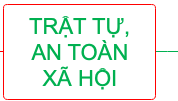 TRẬT TỰ,
AN TOÀN
XÃ HỘI